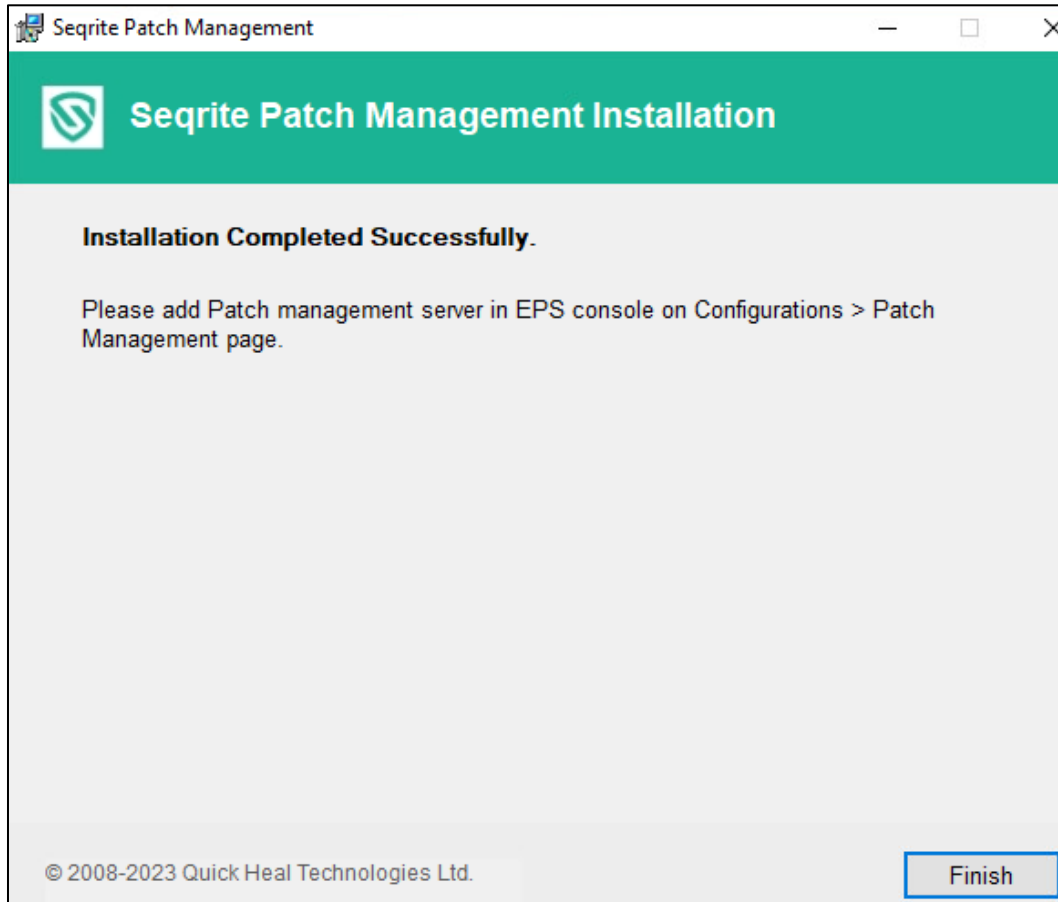 Seqrite Patch Management
Seqrite Patch Management Installation
Installation Completed Successfully.
Please add Patch management server in EPS console on Configurations > Patch
Management page.
© 2008-2023 Quick Heal Technologies Ltd.
Finish